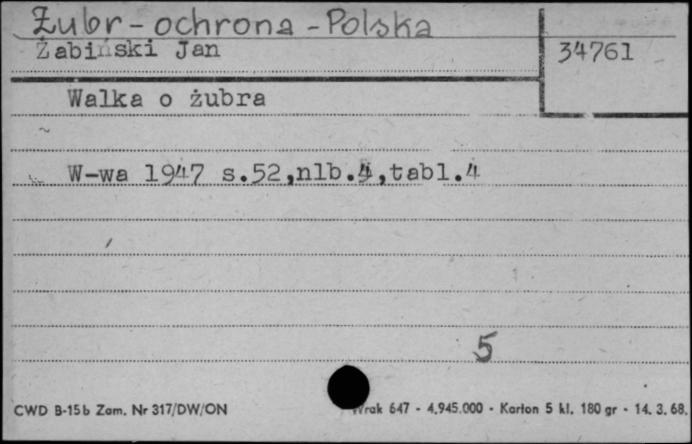 Żubr - ochrona - Polska
Żabiński Jan
34761
Walka o żubra
W-wa 1947 s.52,nlb.4,tabl.4
5
CWD B-15b Zam. Nr 317/DW/ON
Wrak 647 - 4.945.000 - Karton 5 kl. 180 gr - 14. 3. 68.